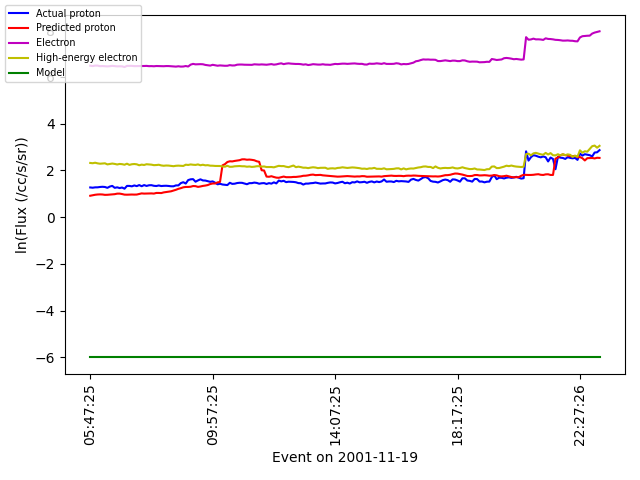 Actual proton
Predicted proton
Electron
High-energy electron
Model
8
6
4
2
0
−2
−4
−6
ln(Flux (/cc/s/sr))
05:47:25
09:57:25
14:07:25
18:17:25
22:27:26
Event on 2001-11-19